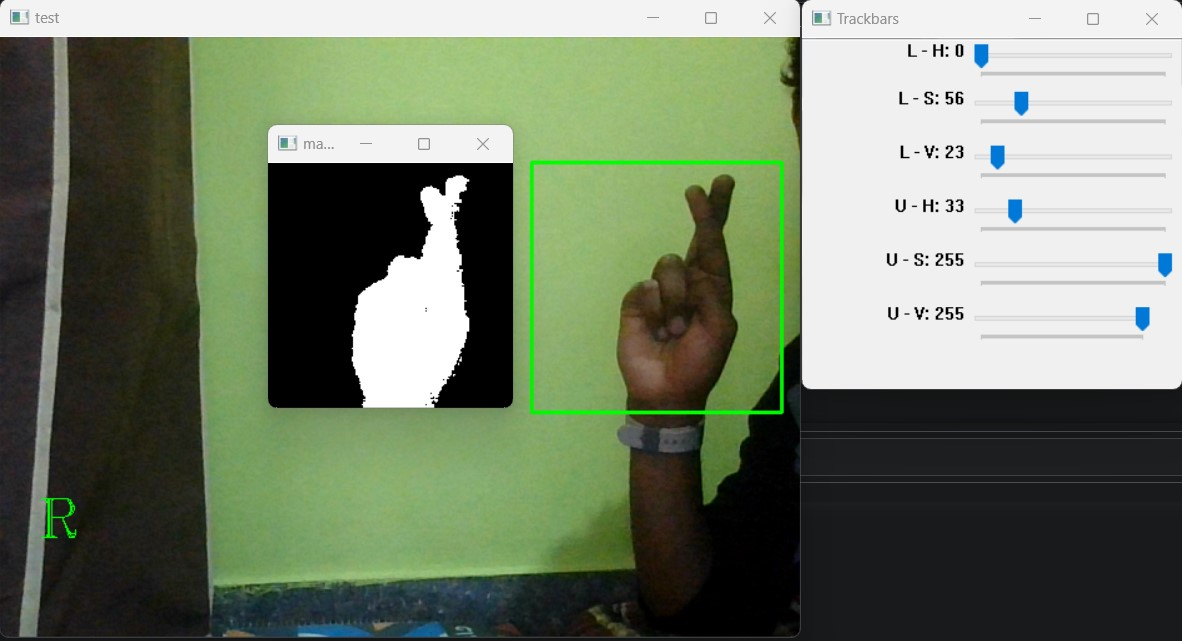 test
Trackbars
L - H: 0
L - S: 56
ma...
L - V: 23
U - H: 33
U - S: 255
U - V: 255
R